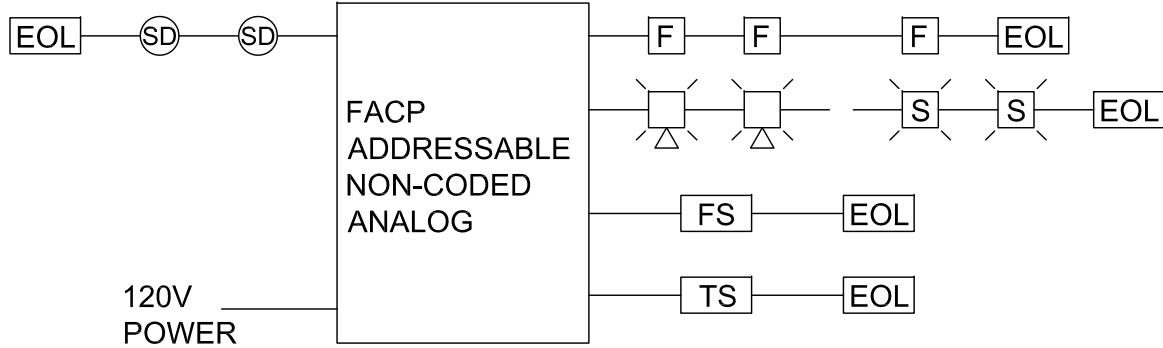 EOL SD SD F F F EOL
FACP
ADDRESSABLE
NON-CODED
ANALOG
S S EOL
FS EOL
TS EOL
120V
POWER